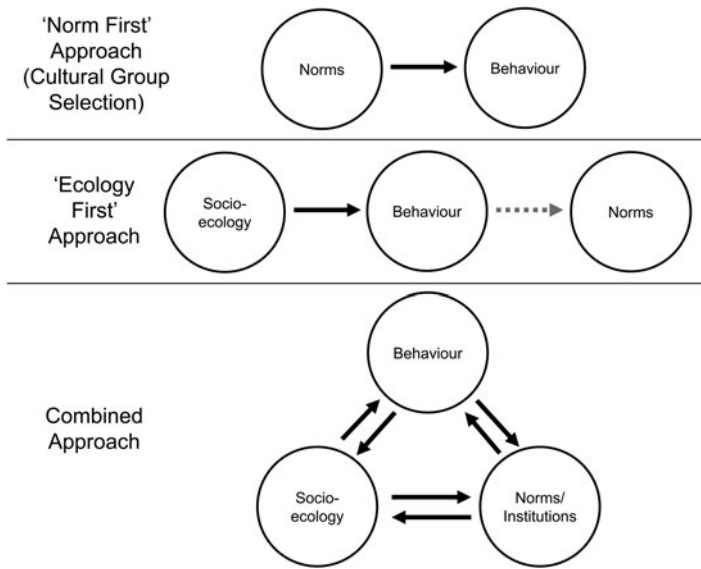 ‘Norm First’
Approach
(Cultural Group
Selection)
Norms
Behaviour
‘Ecology
First’
Approach
Socio-
ecology
Behaviour
Norms
Combined
Approach
Behaviour
Socio-
ecology
Norms/
Institutions